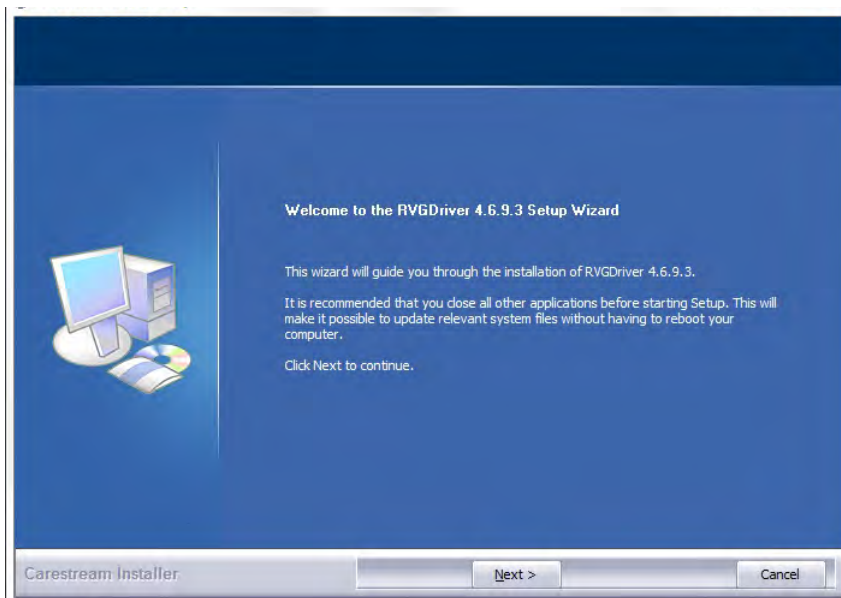 Welcome to the RVGDriver 4.6.9.3 Setup Wizard
This wizard will guide you through the installation of RVGDriver 4.6.9.3.
It is recommended that you close all other applications before starting Setup. This will
make it possible to update relevant system files without having to reboot your
computer.
Click Next to continue.
Carestream Installer
Next >
Cancel